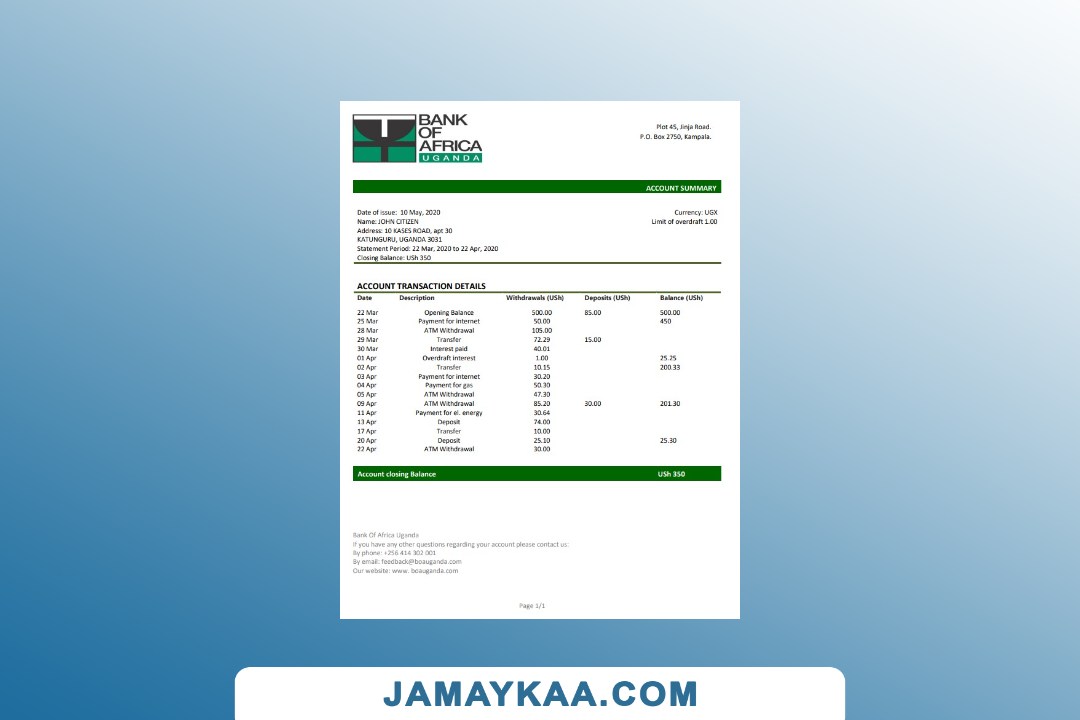 BANK
OF
AFRICA
UGANDA
Plot 45, Jinja Road.
P.O. Box 2750, Kampala.
ACCOUNT SUMMARY
Date of issue: 10 May, 2020
Currency: UGX
Name: JOHN CITIZEN
Limit of overdraft 1.00
Address: 10 KASES ROAD, apt 30
KATUNGURU, UGANDA 3031
Statement Period: 22 Mar, 2020 to 22 Apr, 2020
Closing Balance: USh 350
ACCOUNT TRANSACTION DETAILS
Date Description Withdrawals (USh) Deposits (USh) Balance (USh)
22 Mar Opening Balance 500.00 85.00 500.00
25 Mar Payment for internet 50.00 450
28 Mar ATM Withdrawal 105.00
29 Mar Transfer 72.29 15.00
30 Mar Interest paid 40.01
01 Apr Overdraft interest 1.00 25.25
02 Apr Transfer 10.15 200.33
03 Apr Payment for internet 30.20
04 Apr Payment for gas 50.30
05 Apr ATM Withdrawal 47.30
09 Apr ATM Withdrawal 85.20 30.00 201.30
11 Apr Payment for el. energy 30.64
13 Apr Deposit 74.00
17 Apr Transfer 10.00
20 Apr Deposit 25.10 25.30
22 Apr ATM Withdrawal 30.00
Account closing Balance USh 350
Bank Of Africa Uganda
If you have any other questions regarding your account please contact us:
By phone: +256 414 302 001
By email: feedback@boauganda.com
Our website: www. boauganda.com
Page 1/1
JAMAYKAA.COM